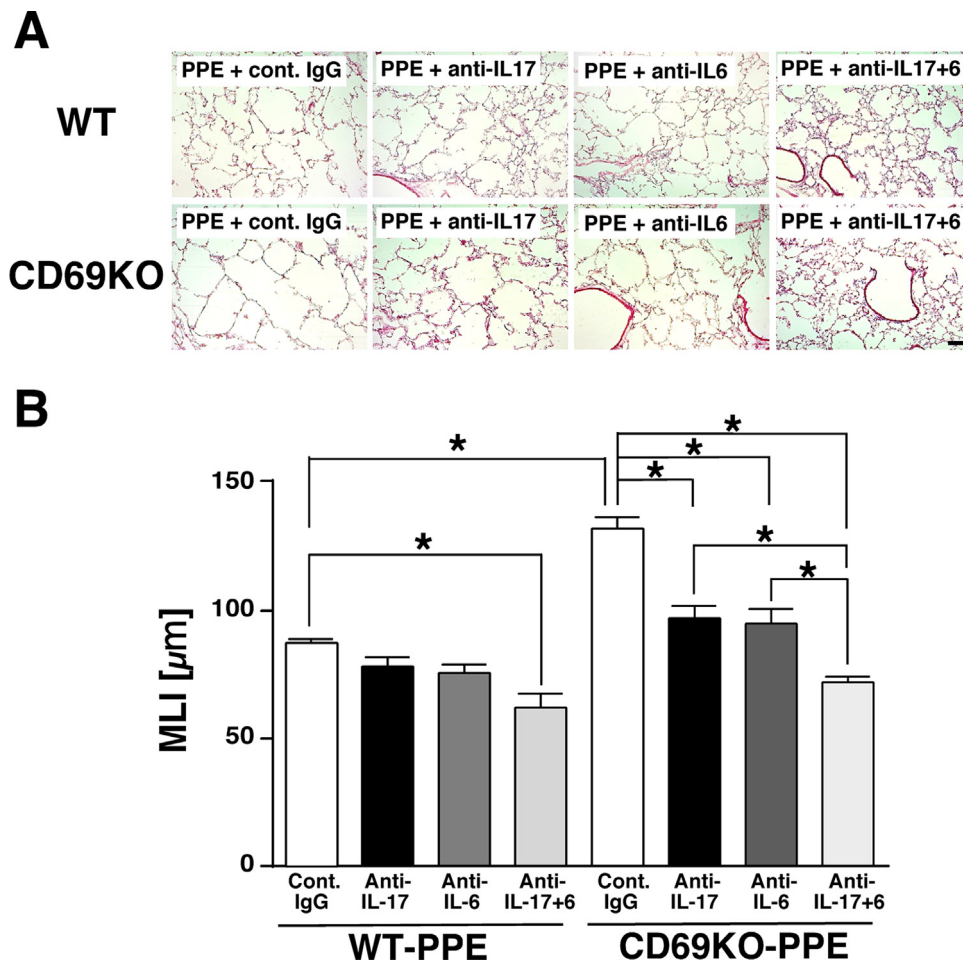 A
WT
PPE + cont. IgG
PPE + anti-IL17
PPE + anti-IL6
PPE + anti-IL17+6
CD69KO
PPE + cont. IgG
PPE + anti-IL17
PPE + anti-IL6
PPE + anti-IL17+6
B
MLI [µm]
150
100
50
0
*
*
*
*
*
*
*
Cont.
IgG
Anti-
IL-17
Anti-
IL-6
Anti-
IL-17+6
Cont.
IgG
Anti-
IL-17
Anti-
IL-6
Anti-
IL-17+6
WT-PPE
CD69KO-PPE